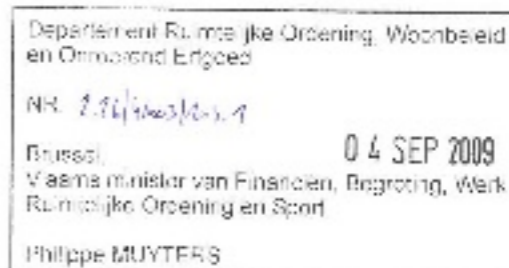 Departement Ruimtelijke Ordening, Woonbeleid
en Onroerend Erfgoed
NR.
Brussel,
04 SEP 2009
Vlaams minister van Financiën, Begroting, Werk
Ruimtelijke Ordening en Sport
Philippe MUYTERS